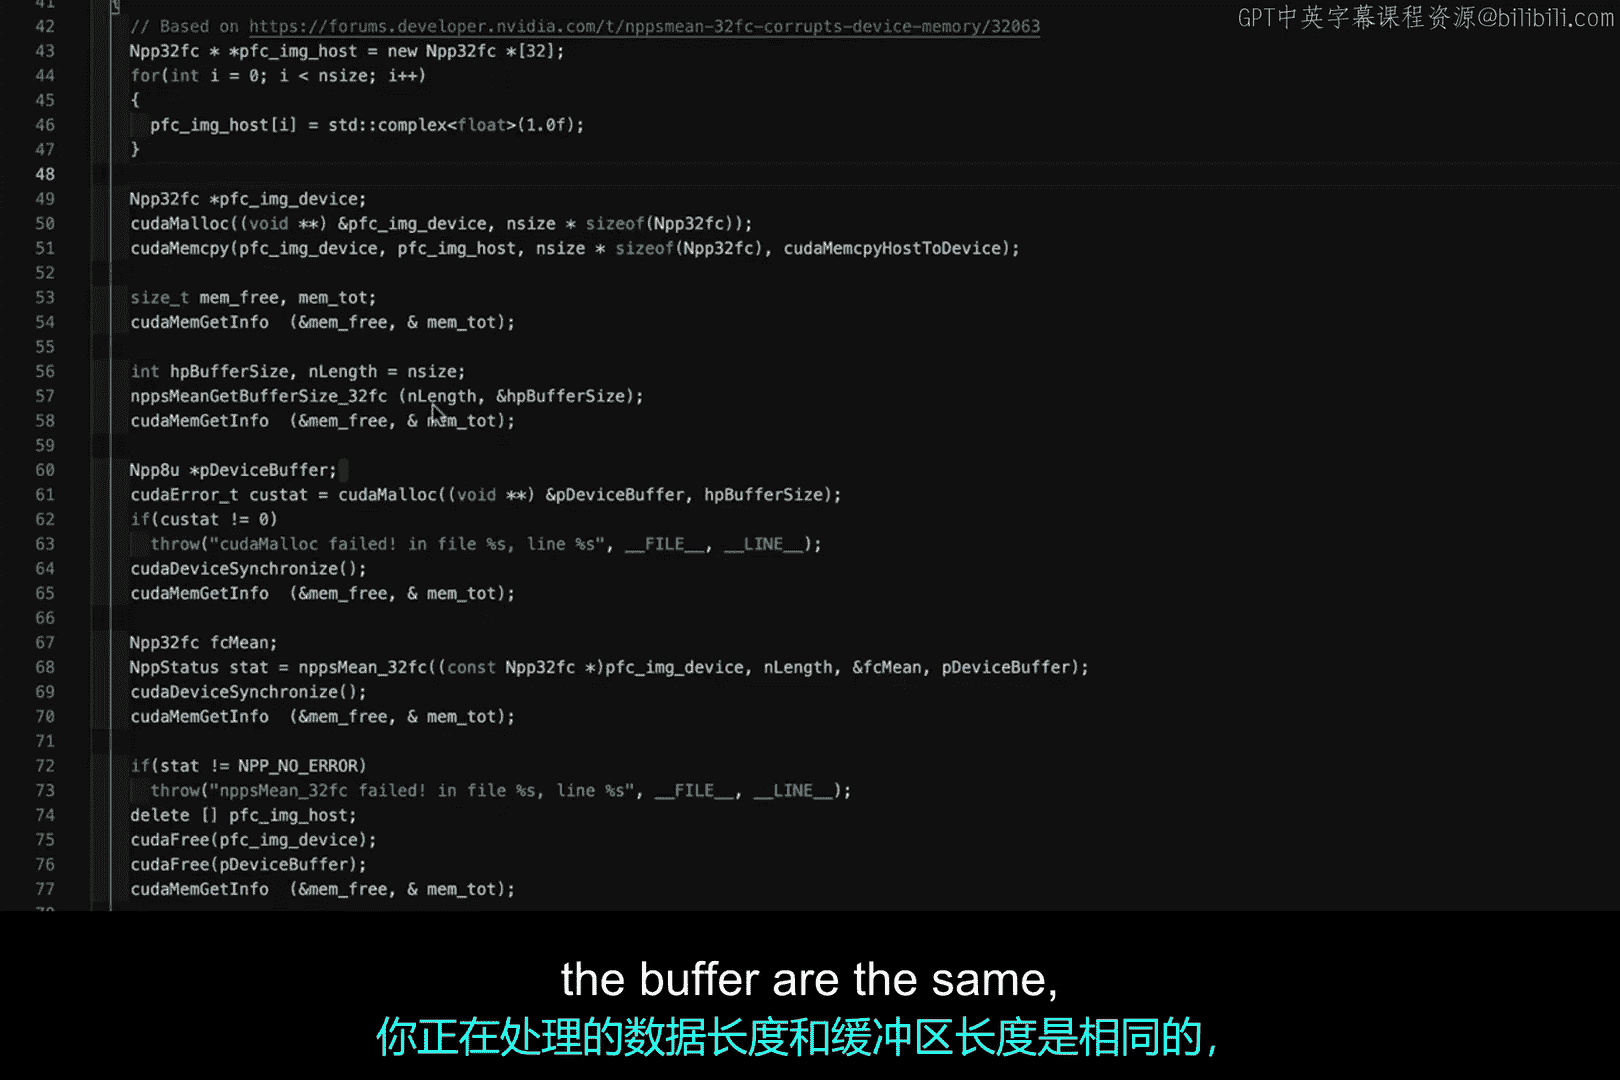 GPT中英字幕课程资源@bilibili.com
41 {
42 // Based on https://forums.developer.nvidia.com/t/nppsmean-32fc-corrupts-device-memory/32063
43 Npp32fc * *pfc_img_host = new Npp32fc *[32];
44 for(int i = 0; i < nsize; i++)
45 {
46 pfc_img_host[i] = std::complex<float>(1.0f);
47 }
48
49 Npp32fc *pfc_img_device;
50 cudaMalloc((void **) &pfc_img_device, nsize * sizeof(Npp32fc));
51 cudaMemcpy(pfc_img_device, pfc_img_host, nsize * sizeof(Npp32fc), cudaMemcpyHostToDevice);
52
53 size_t mem_free, mem_tot;
54 cudaMemGetInfo  (&mem_free, & mem_tot);
55
56 int hpBufferSize, nLength = nsize;
57 nppsMeanGetBufferSize_32fc (nLength, &hpBufferSize);
58 cudaMemGetInfo  (&mem_free, & mem_tot);
59
60 Npp8u *pDeviceBuffer;
61 cudaError_t custat = cudaMalloc((void **) &pDeviceBuffer, hpBufferSize);
62 if(custat != 0)
63 throw("cudaMalloc failed! in file %s, line %s", __FILE__, __LINE__);
64 cudaDeviceSynchronize();
65 cudaMemGetInfo  (&mem_free, & mem_tot);
66
67 Npp32fc fcMean;
68 NppStatus stat = nppsMean_32fc((const Npp32fc *)pfc_img_device, nLength, &fcMean, pDeviceBuffer);
69 cudaDeviceSynchronize();
70 cudaMemGetInfo  (&mem_free, & mem_tot);
71
72 if(stat != NPP_NO_ERROR)
73 throw("nppsMean_32fc failed! in file %s, line %s", __FILE__, __LINE__);
74 delete [] pfc_img_host;
75 cudaFree(pfc_img_device);
76 cudaFree(pDeviceBuffer);
77 cudaMemGetInfo  (&mem_free, & mem_tot);
the buffer are the same,
你正在处理的数据长度和缓冲区长度是相同的，